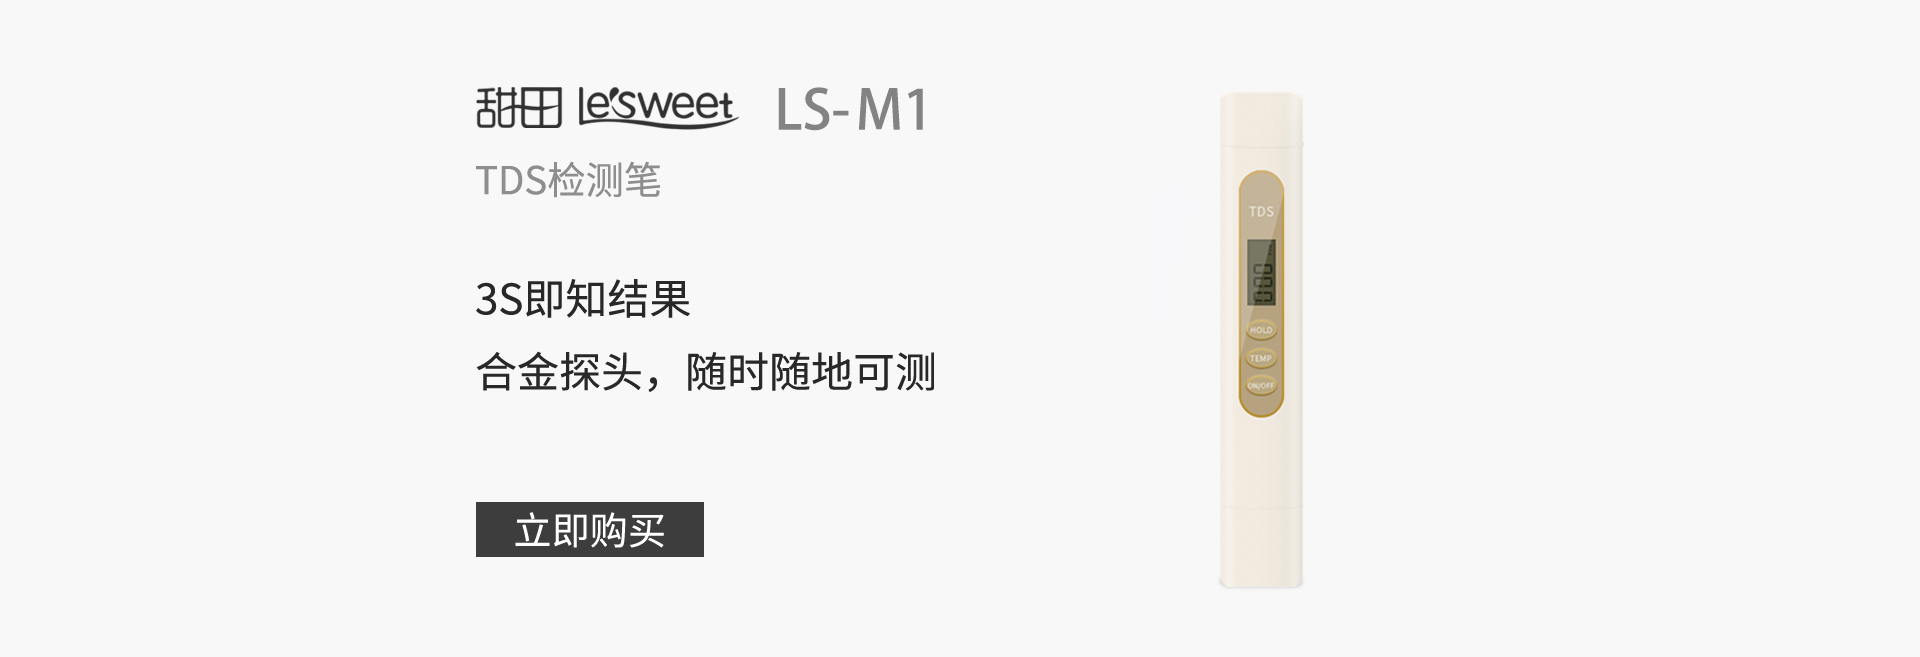 甜田 le'sweet LS-M1
TDS检测笔
3S即知结果
合金探头，随时随地可测
立即购买
TDS
000
HOLD
TEMP
ON/OFF